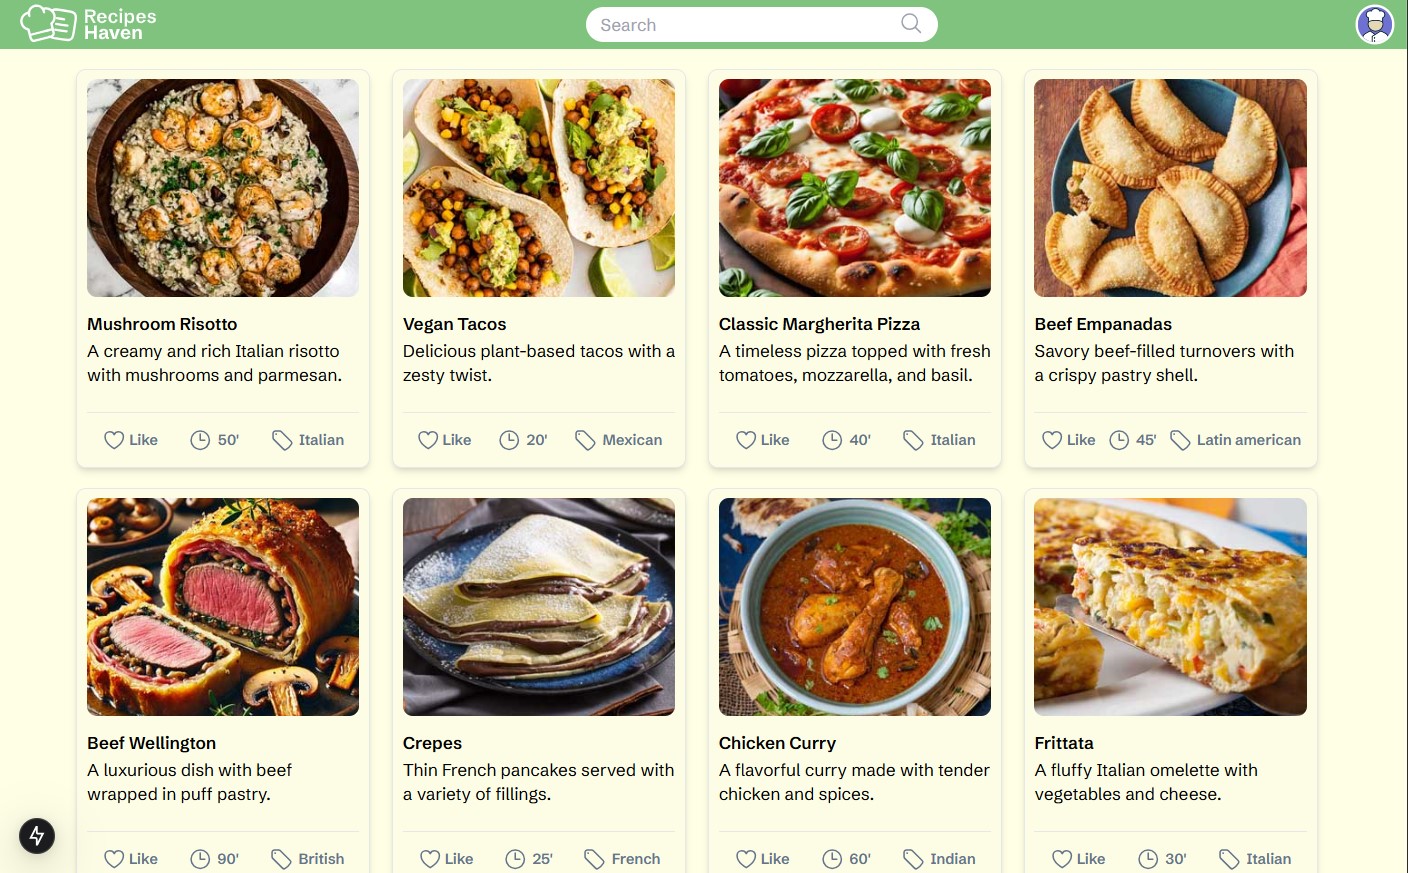 Recipes
Haven
Search
Mushroom Risotto
A creamy and rich Italian risotto
with mushrooms and parmesan.
Like 50' Italian
Vegan Tacos
Delicious plant-based tacos with a
zesty twist.
Like 20' Mexican
Classic Margherita Pizza
A timeless pizza topped with fresh
tomatoes, mozzarella, and basil.
Like 40' Italian
Beef Empanadas
Savory beef-filled turnovers with
a crispy pastry shell.
Like 45' Latin american
Beef Wellington
A luxurious dish with beef
wrapped in puff pastry.
Like 90' British
Crepes
Thin French pancakes served with
a variety of fillings.
Like 25' French
Chicken Curry
A flavorful curry made with tender
chicken and spices.
Like 60' Indian
Frittata
A fluffy Italian omelette with
vegetables and cheese.
Like 30' Italian